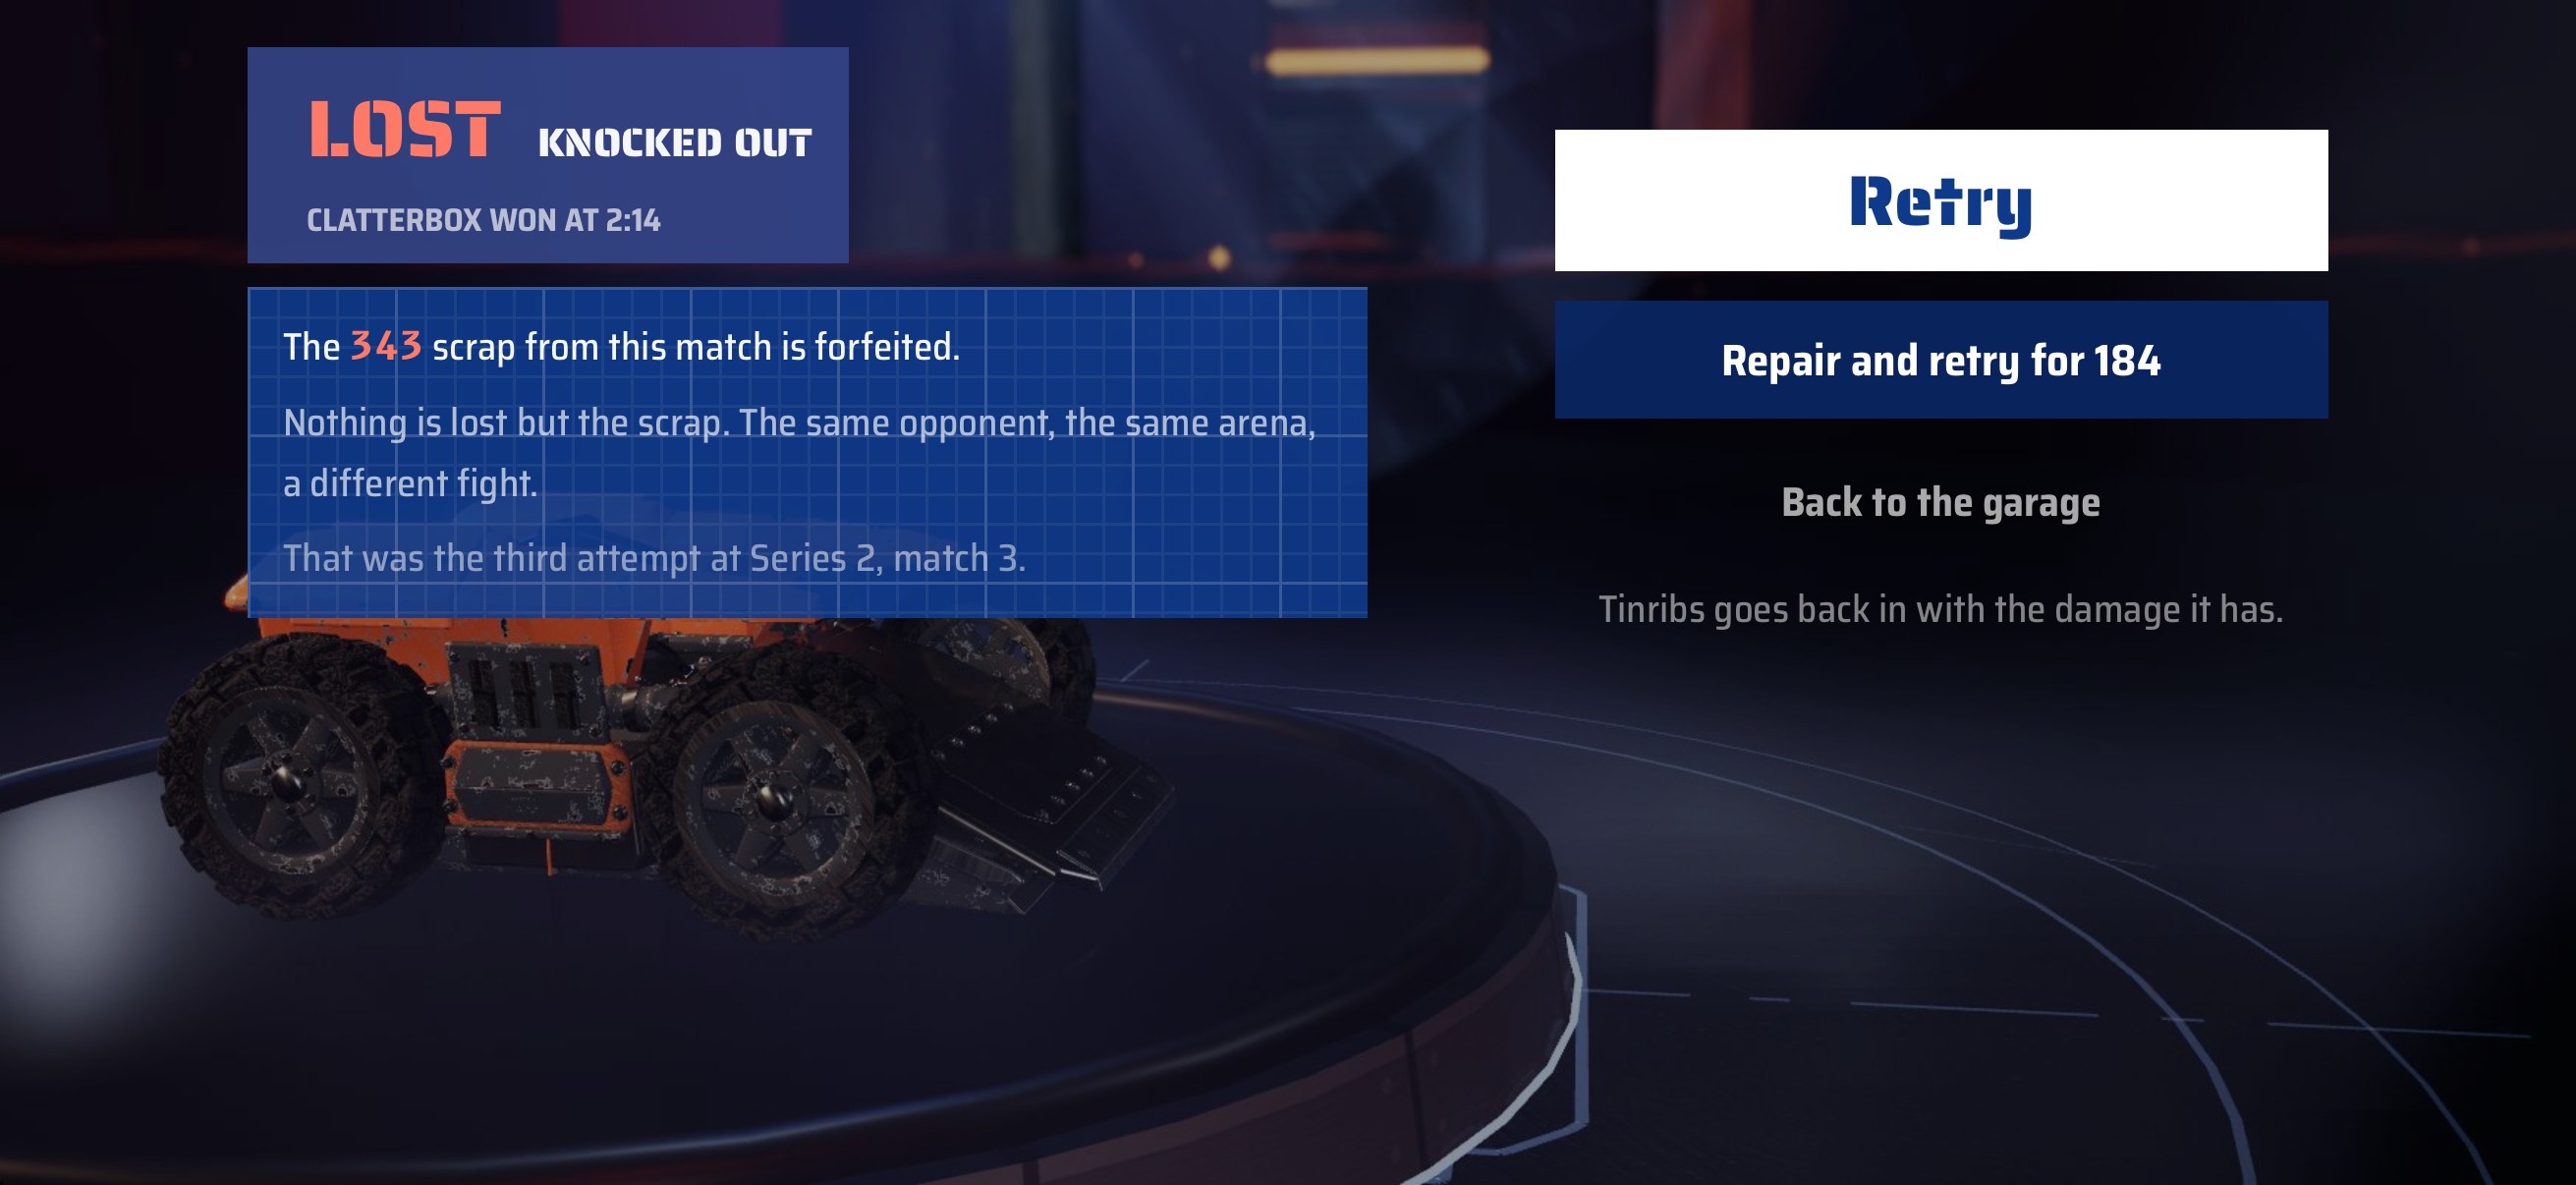 LOST KNOCKED OUT
CLATTERBOX WON AT 2:14
The 343 scrap from this match is forfeited.
Nothing is lost but the scrap. The same opponent, the same arena,
a different fight.
That was the third attempt at Series 2, match 3.
Retry
Repair and retry for 184
Back to the garage
Tinribs goes back in with the damage it has.